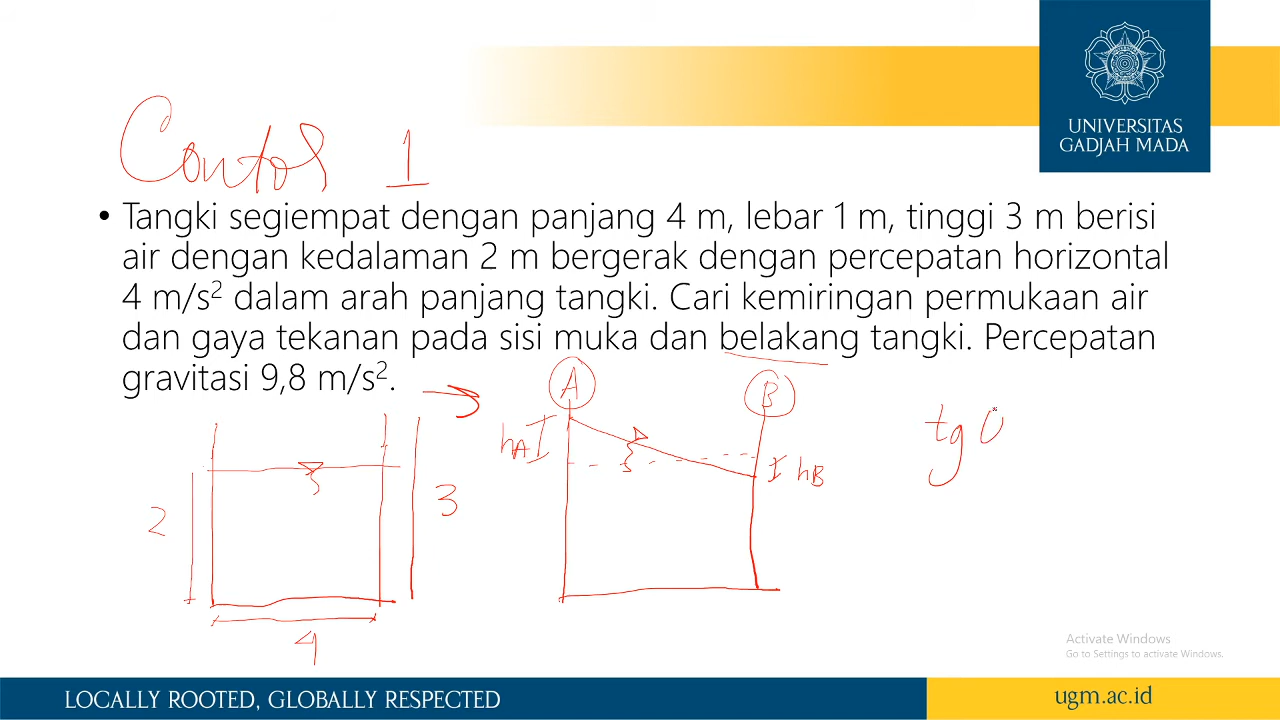 UNIVERSITAS
GADJAH MADA
Contoh 1
• Tangki segiempat dengan panjang 4 m, lebar 1 m, tinggi 3 m berisi
air dengan kedalaman 2 m bergerak dengan percepatan horizontal
4 m/s² dalam arah panjang tangki. Cari kemiringan permukaan air
dan gaya tekanan pada sisi muka dan belakang tangki. Percepatan
gravitasi 9,8 m/s².
A
B
hA
hB
tg
2
3
4
Activate Windows
Go to Settings to activate Windows.
LOCALLY ROOTED, GLOBALLY RESPECTED
ugm.ac.id